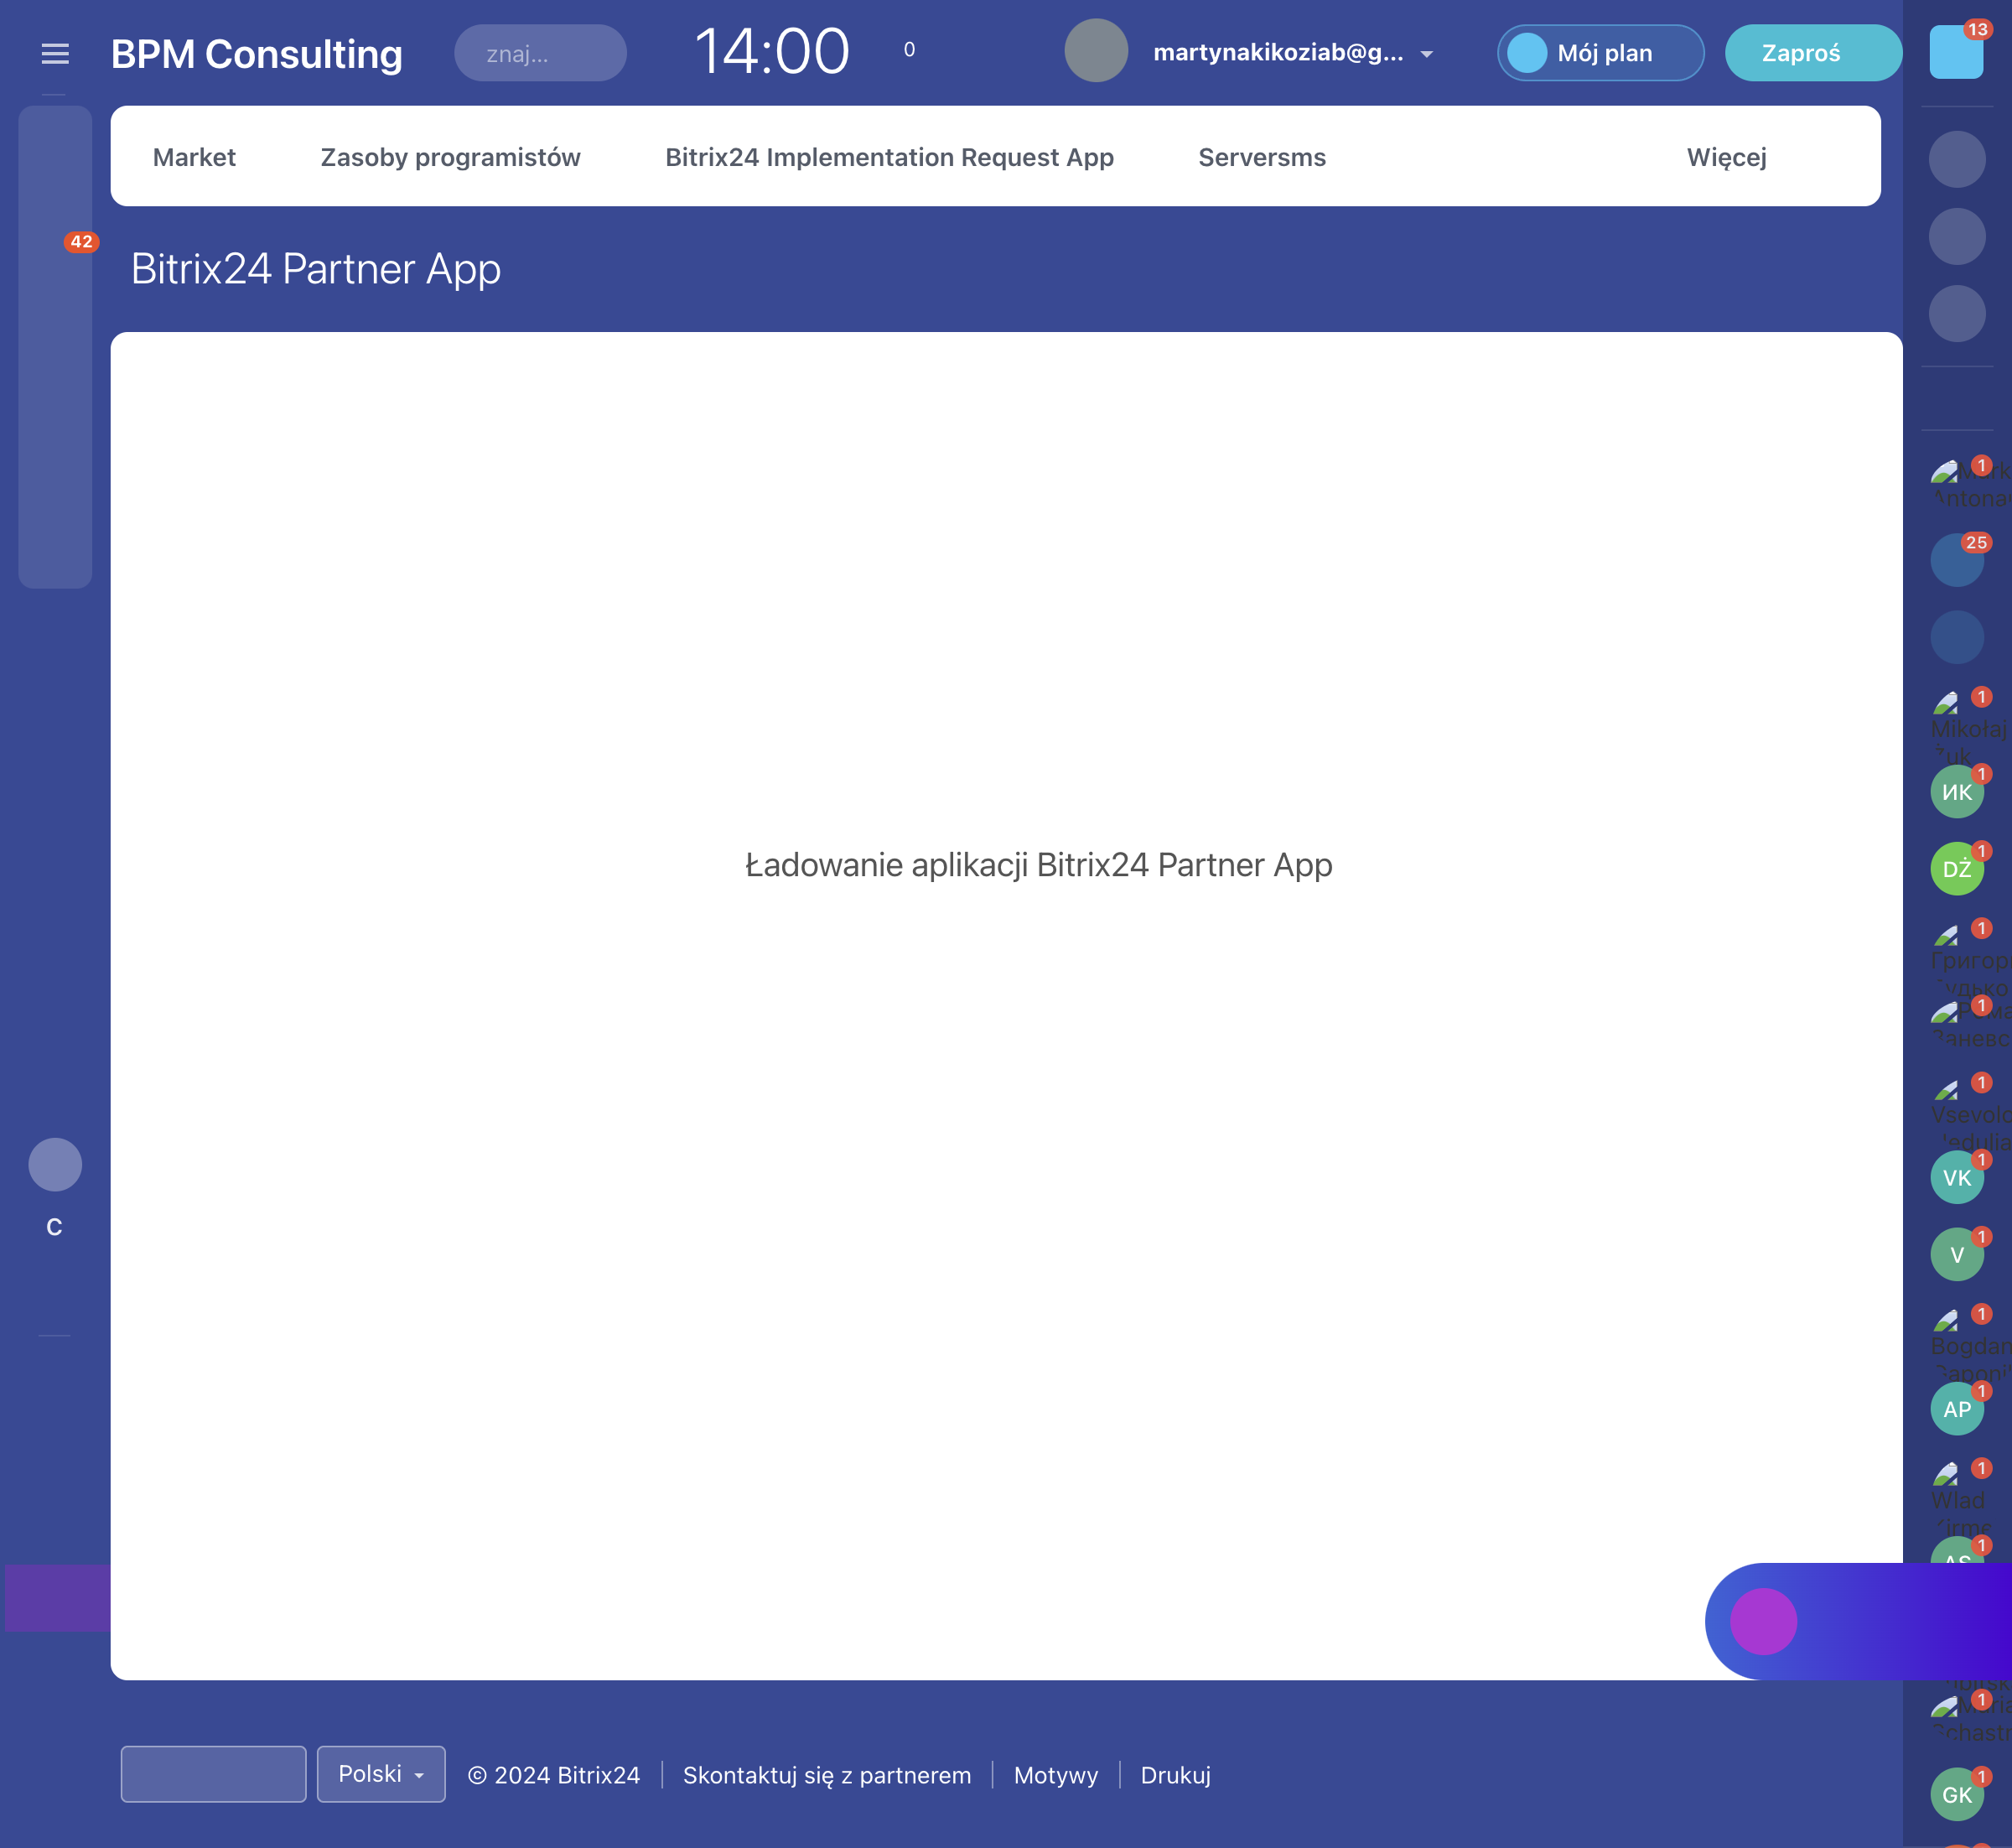 BPM Consulting
znaj...
14:00
0
martynakikoziab@g...
Mój plan
Zaproś
13
Market
Zasoby programistów
Bitrix24 Implementation Request App
Serversms
Więcej
42
Bitrix24 Partner App
Ładowanie aplikacji Bitrix24 Partner App
C
1
25
1
Mikołaj
Żuk
ИК
1
DŻ
1
1
1
1
VK
1
V
1
1
Bogdan
AP
1
1
Wlad
1
1
GK
1
Polski
© 2024 Bitrix24
Skontaktuj się z partnerem
Motywy
Drukuj